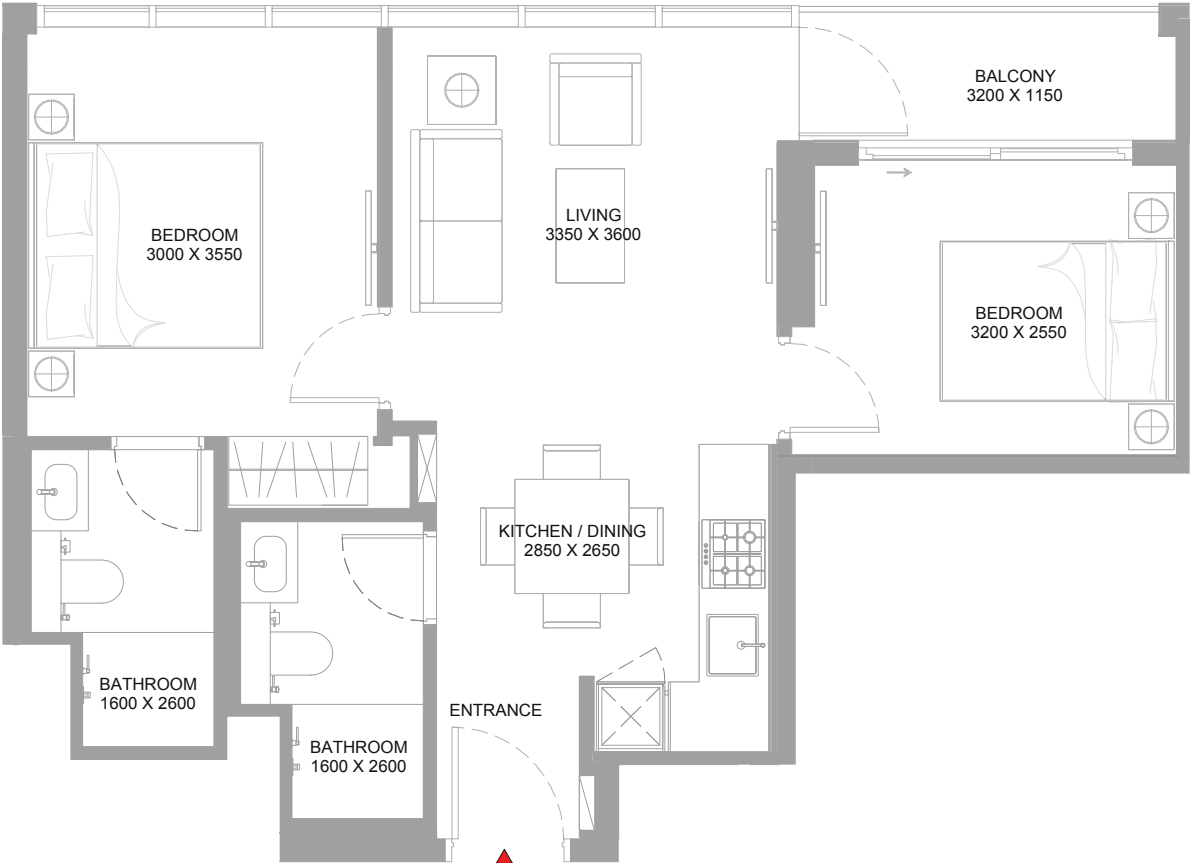 BALCONY
3200 X 1150
BEDROOM
3000 X 3550
LIVING
3350 X 3600
BEDROOM
3200 X 2550
KITCHEN / DINING
2850 X 2650
BATHROOM
1600 X 2600
ENTRANCE
BATHROOM
1600 X 2600